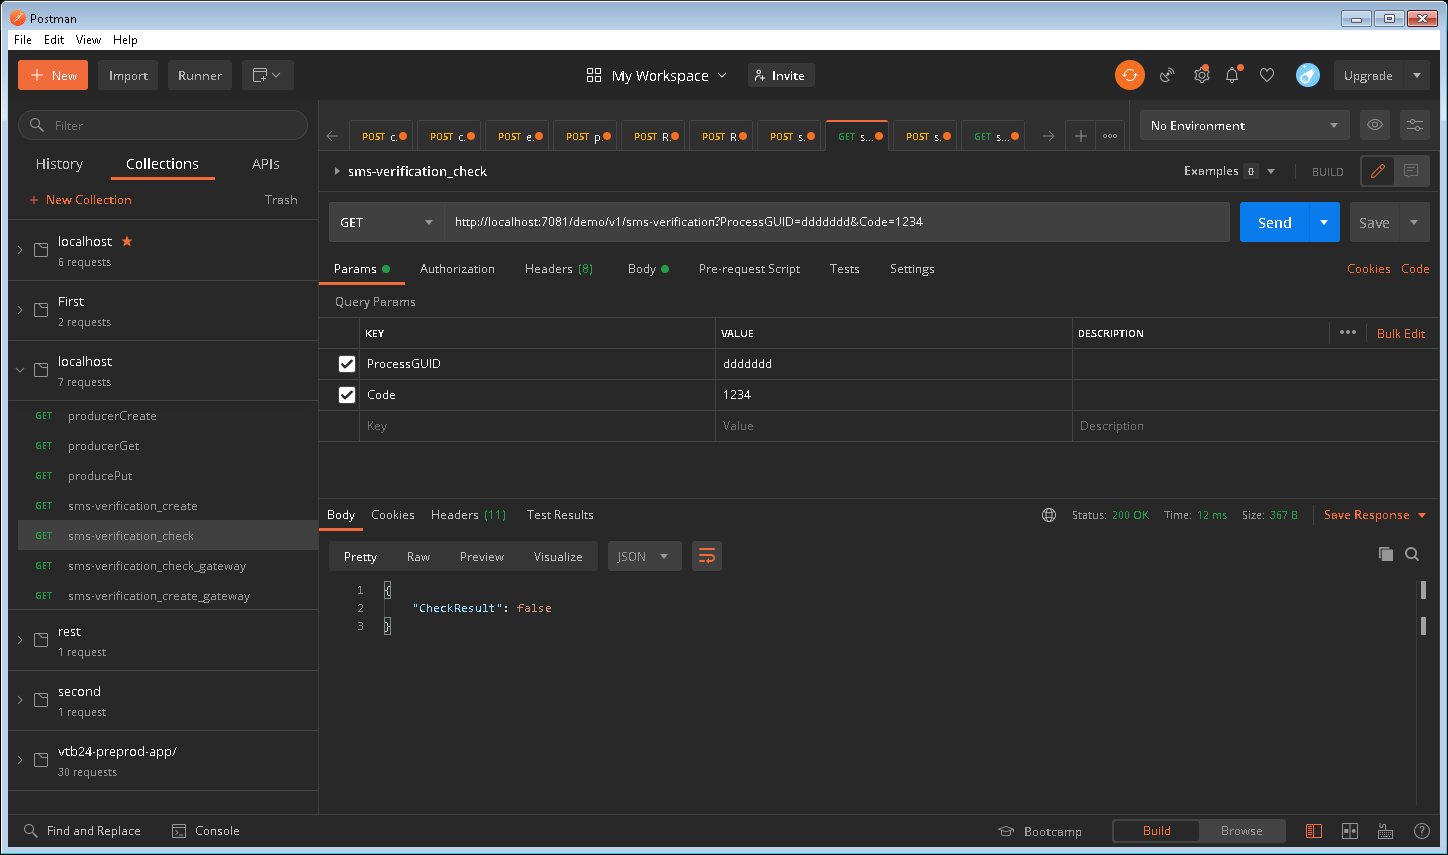 Postman
File Edit View Help
+ New Import Runner My Workspace Invite Upgrade
Filter
History Collections APIs
+ New Collection Trash
localhost
6 requests
First
2 requests
localhost
7 requests
GET producerCreate
GET producerGet
GET producePut
GET sms-verification_create
GET sms-verification_check
GET sms-verification_check_gateway
GET sms-verification_create_gateway
rest
1 request
second
1 request
vtb24-preprod-app/
30 requests
POST c. POST c. POST e. POST p. POST R. POST R. POST s. GET s... POST s. GET s... No Environment
sms-verification_check Examples 0 BUILD
GET http://localhost:7081/demo/v1/sms-verification?ProcessGUID=ddddddd&Code=1234 Send Save
Params Authorization Headers (8) Body Pre-request Script Tests Settings Cookies Code
Query Params
KEY VALUE DESCRIPTION ••• Bulk Edit
ProcessGUID ddddddd
Code 1234
Key Value Description
Body Cookies Headers (11) Test Results Status: 200 OK Time: 12 ms Size: 367 B Save Response
Pretty Raw Preview Visualize JSON
1 {
2 "CheckResult": false
3 }
Find and Replace Console Bootcamp Build Browse